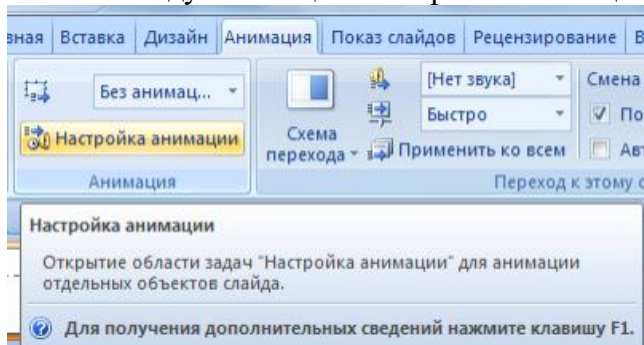 вная Вставка Дизайн Анимация Показ слайдов Рецензирование В
Без анимац... [Нет звука] Смена
Настройка анимации Схема перехода Быстро По
Применить ко всем Авт
Анимация Переход к этому с
Настройка анимации
Открытие области задач "Настройка анимации" для анимации
отдельных объектов слайда.
Для получения дополнительных сведений нажмите клавишу F1.